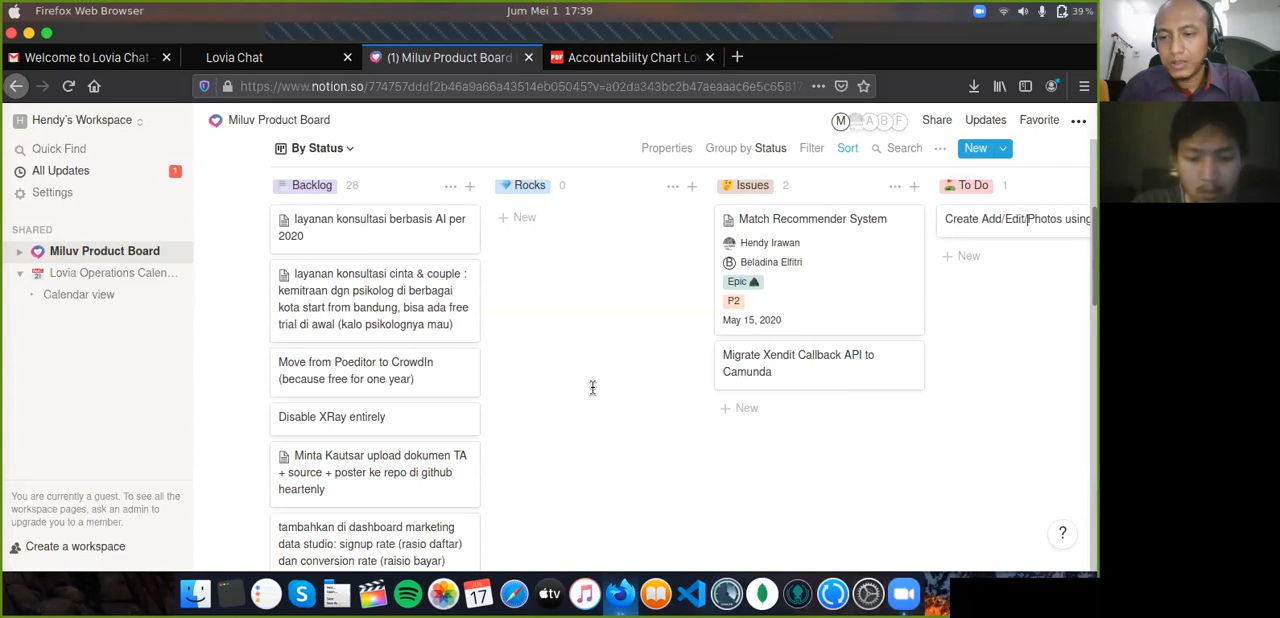 Firefox Web Browser
Jum Mei 1 17:39
39 %
Welcome to Lovia Chat -
Lovia Chat
(1) Miluv Product Board
Accountability Chart Lo
https://www.notion.so/774757dddf2b46a9a66a43514eb05045?v=a02da343bc2b47aeaaac6e5c65817
H Hendy's Workspace
Miluv Product Board
M
A
B
F
Share
Updates
Favorite
Quick Find
All Updates
1
Settings
By Status
Properties
Group by Status
Filter
Sort
Search
New
SHARED
Miluv Product Board
Lovia Operations Calen...
Calendar view
Backlog 28
Rocks 0
Issues 2
To Do 1
layanan konsultasi berbasis AI per
2020
layanan konsultasi cinta & couple :
kemitraan dgn psikolog di berbagai
kota start from bandung, bisa ada free
trial di awal (kalo psikolognya mau)
Move from Poeditor to CrowdIn
(because free for one year)
Disable XRay entirely
Minta Kautsar upload dokumen TA
+ source + poster ke repo di github
heartenly
tambahkan di dashboard marketing
data studio: signup rate (rasio daftar)
dan conversion rate (raisio bayar)
+ New
Match Recommender System
Hendy Irawan
B Beladina Elfitri
Epic
P2
May 15, 2020
Migrate Xendit Callback API to
Camunda
+ New
Create Add/Edit/Photos using
+ New
You are currently a guest. To see all the
workspace pages, ask an admin to
upgrade you to a member.
Create a workspace
?
JUL
17
tv